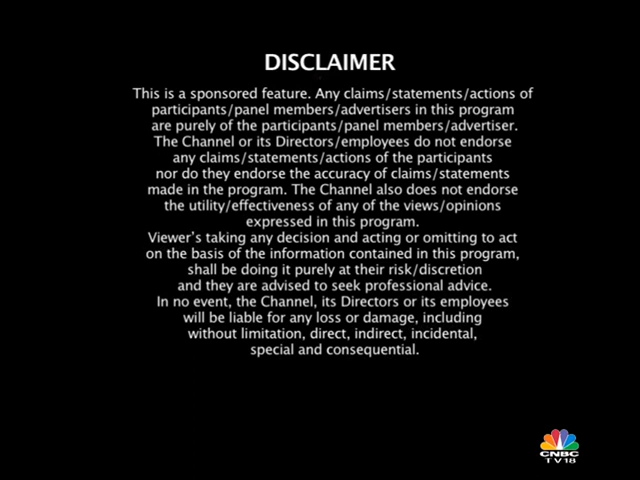 DISCLAIMER
This is a sponsored feature. Any claims/statements/actions of
participants/panel members/advertisers in this program
are purely of the participants/panel members/advertiser.
The Channel or its Directors/employees do not endorse
any claims/statements/actions of the participants
nor do they endorse the accuracy of claims/statements
made in the program. The Channel also does not endorse
the utility/effectiveness of any of the views/opinions
expressed in this program.
Viewer's taking any decision and acting or omitting to act
on the basis of the information contained in this program,
shall be doing it purely at their risk/discretion
and they are advised to seek professional advice.
In no event, the Channel, its Directors or its employees
will be liable for any loss or damage, including
without limitation, direct, indirect, incidental,
special and consequential.
CNBC
TV18